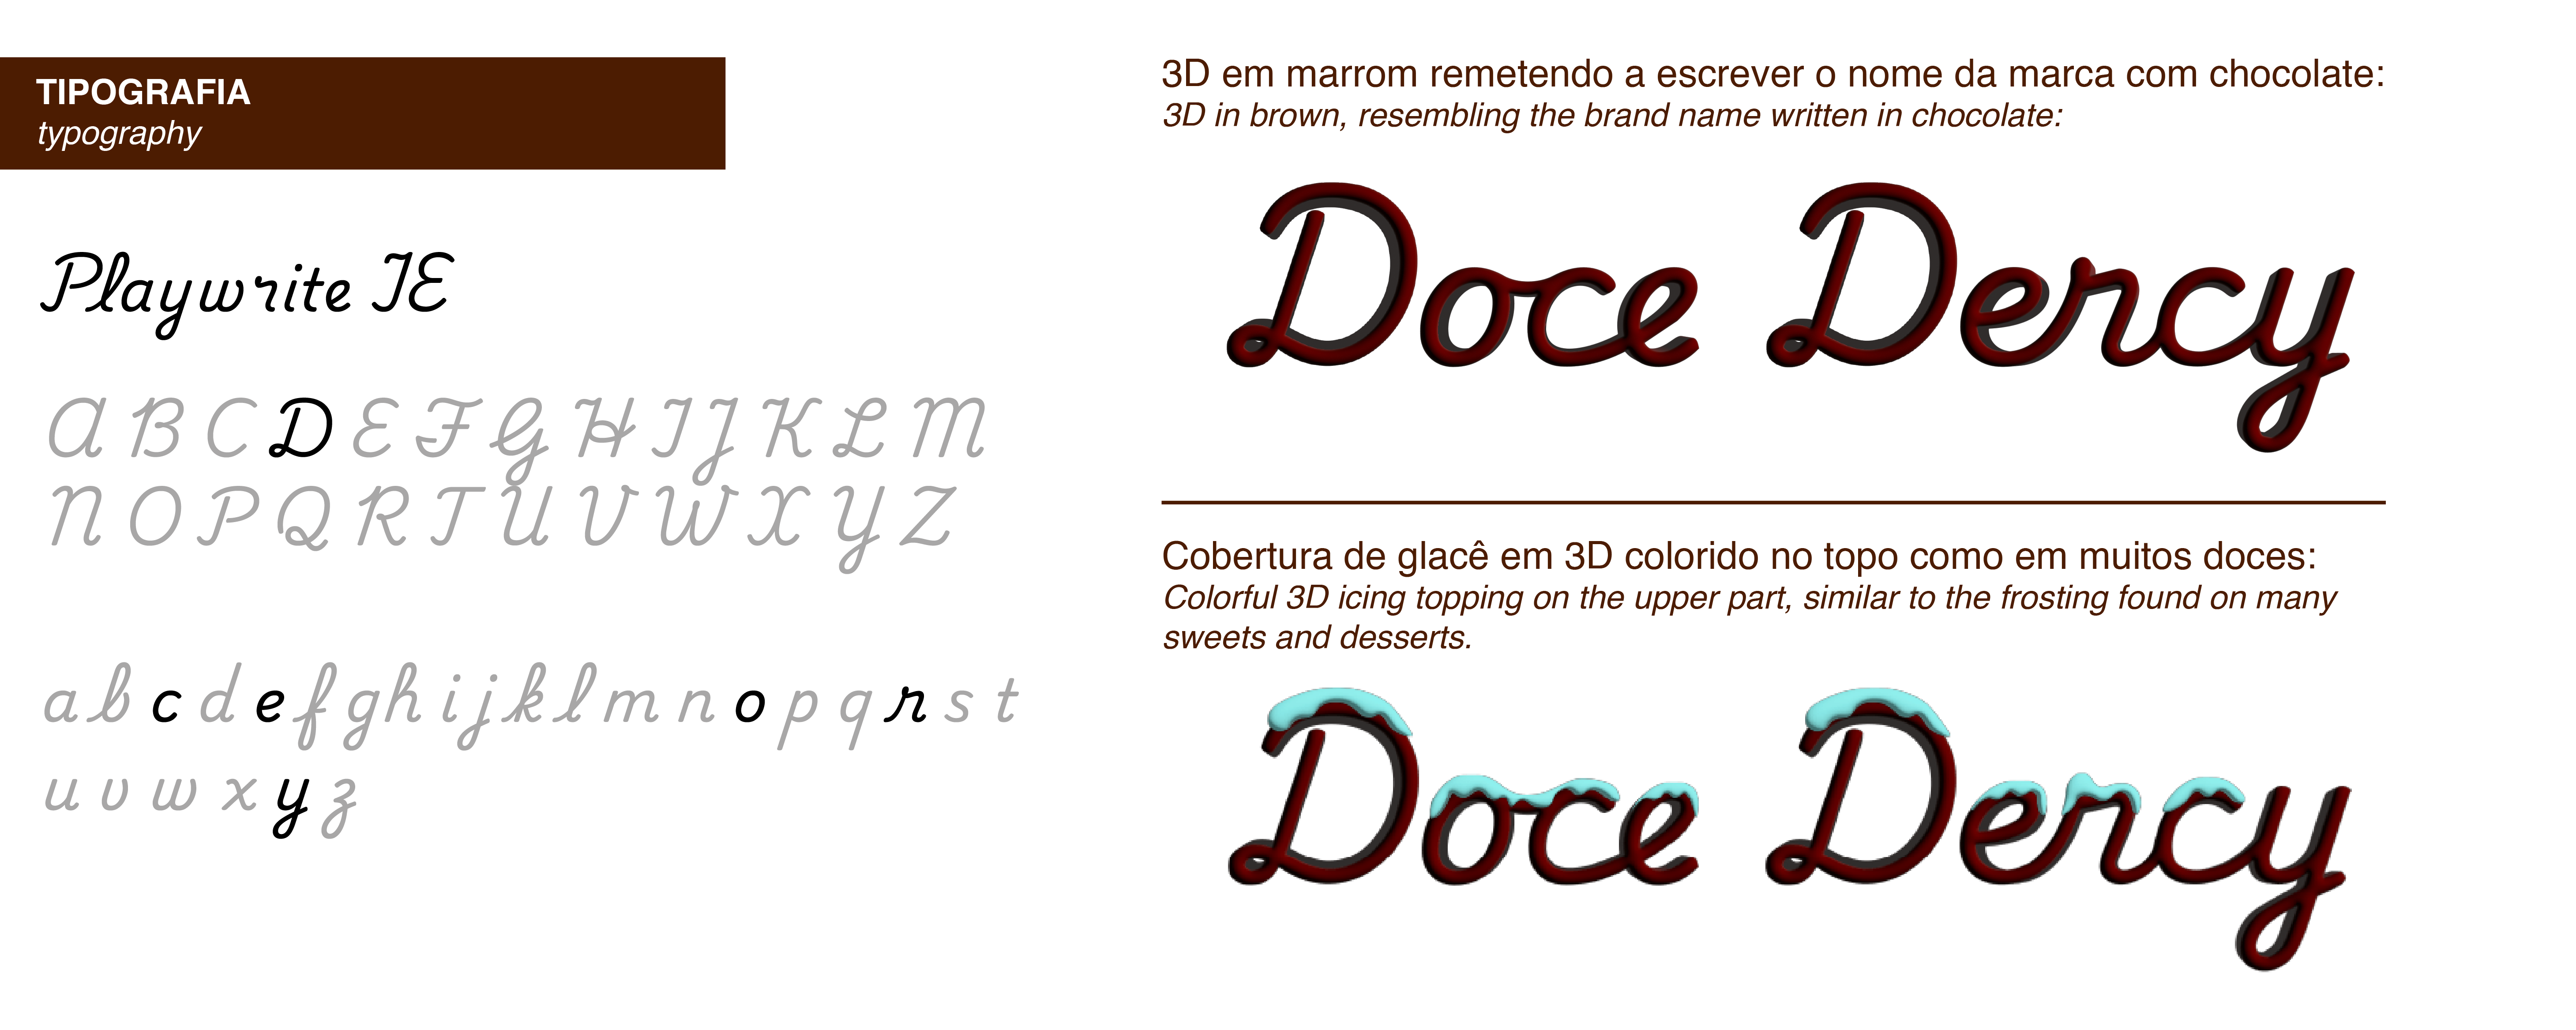 TIPOGRAFIA
typography
Playwrite IE
A B C D E F G H I J K L M
N O P Q R T U V W X Y Z
a b c d e f g h i j k l m n o p q r s t
u v w x y z
3D em marrom remetendo a escrever o nome da marca com chocolate:
3D in brown, resembling the brand name written in chocolate:
Doce Dercy
Cobertura de glacê em 3D colorido no topo como em muitos doces:
Colorful 3D icing topping on the upper part, similar to the frosting found on many
sweets and desserts.
Doce Dercy